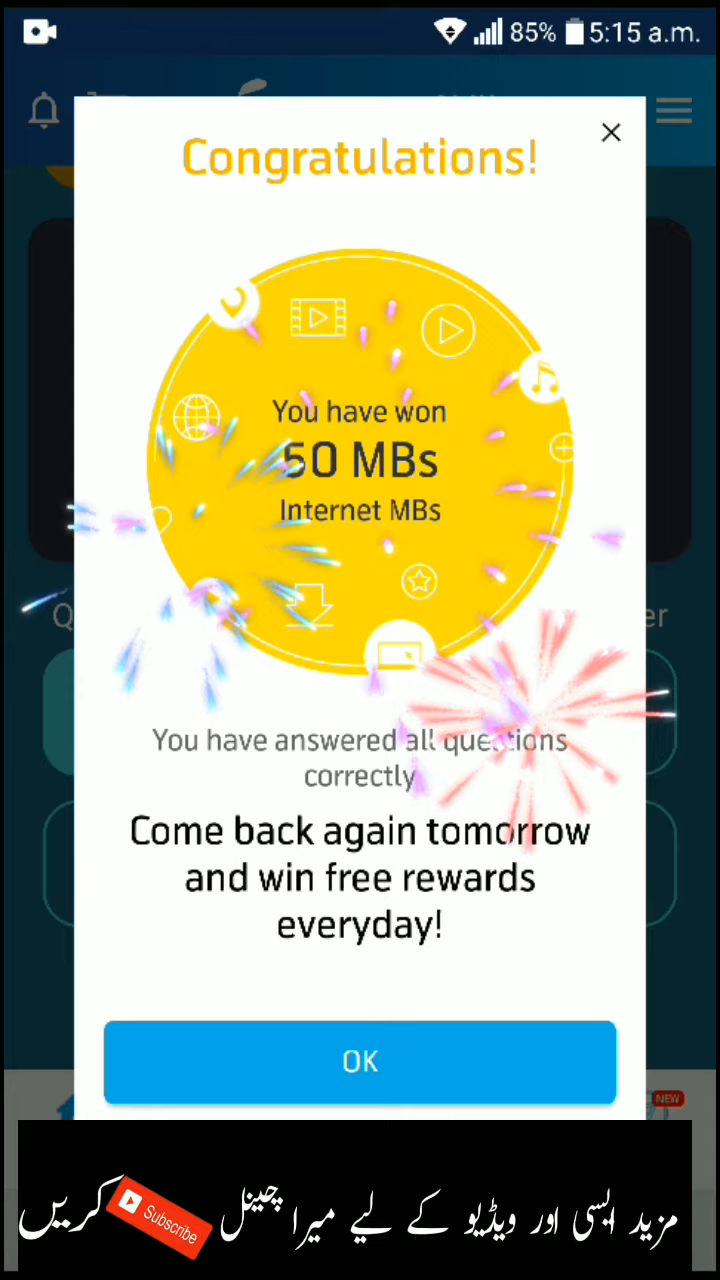 85% 5:15 a.m.
Congratulations!
You have won
50 MBs
Internet MBs
You have answered all questions
correctly
Come back again tomorrow
and win free rewards
everyday!
OK
NEW
مزید ایسی اور ویڈیو کے لیے میرا چینل Subscribe کریں